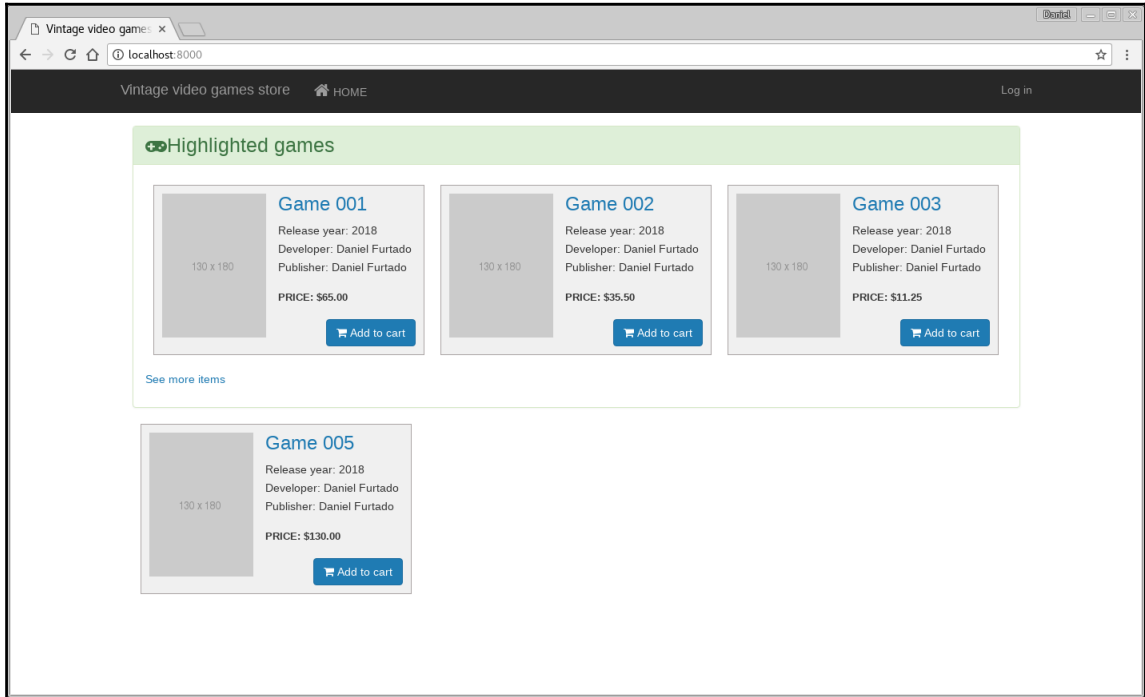 Daniel
Vintage video games
localhost:8000
Vintage video games store HOME Log in
Highlighted games
130 x 180
Game 001
Release year: 2018
Developer: Daniel Furtado
Publisher: Daniel Furtado
PRICE: $65.00
Add to cart
130 x 180
Game 002
Release year: 2018
Developer: Daniel Furtado
Publisher: Daniel Furtado
PRICE: $35.50
Add to cart
130 x 180
Game 003
Release year: 2018
Developer: Daniel Furtado
Publisher: Daniel Furtado
PRICE: $11.25
Add to cart
See more items
130 x 180
Game 005
Release year: 2018
Developer: Daniel Furtado
Publisher: Daniel Furtado
PRICE: $130.00
Add to cart